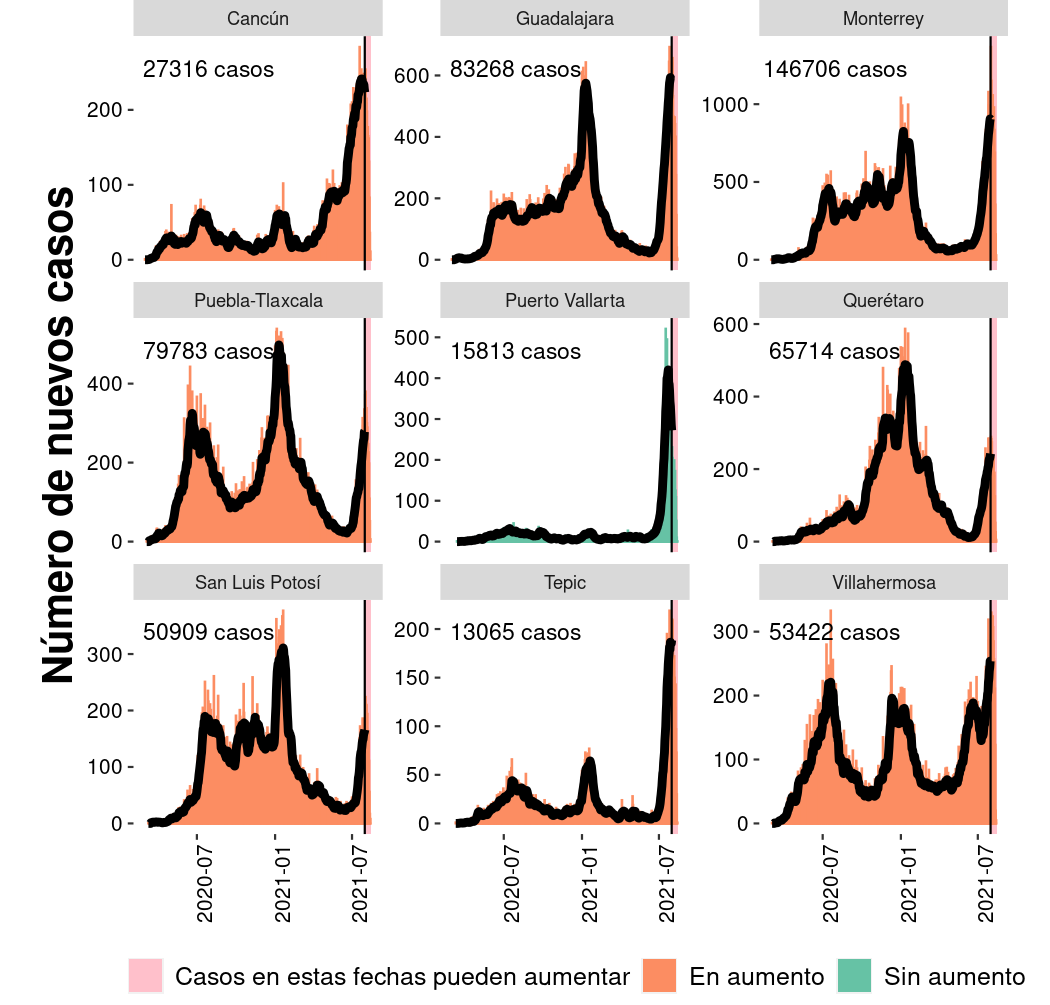 Número de nuevos casos
Cancún
27316 casos
200
100
0
Guadalajara
83268 casos
600
400
200
0
Monterrey
146706 casos
1000
500
0
Puebla-Tlaxcala
79783 casos
400
200
0
Puerto Vallarta
15813 casos
500
400
300
200
100
0
Querétaro
65714 casos
600
400
200
0
San Luis Potosí
50909 casos
300
200
100
0
Tepic
13065 casos
200
150
100
50
0
Villahermosa
53422 casos
300
200
100
0
2020-07
2021-01
2021-07
2020-07
2021-01
2021-07
2020-07
2021-01
2021-07
Casos en estas fechas pueden aumentar
En aumento
Sin aumento